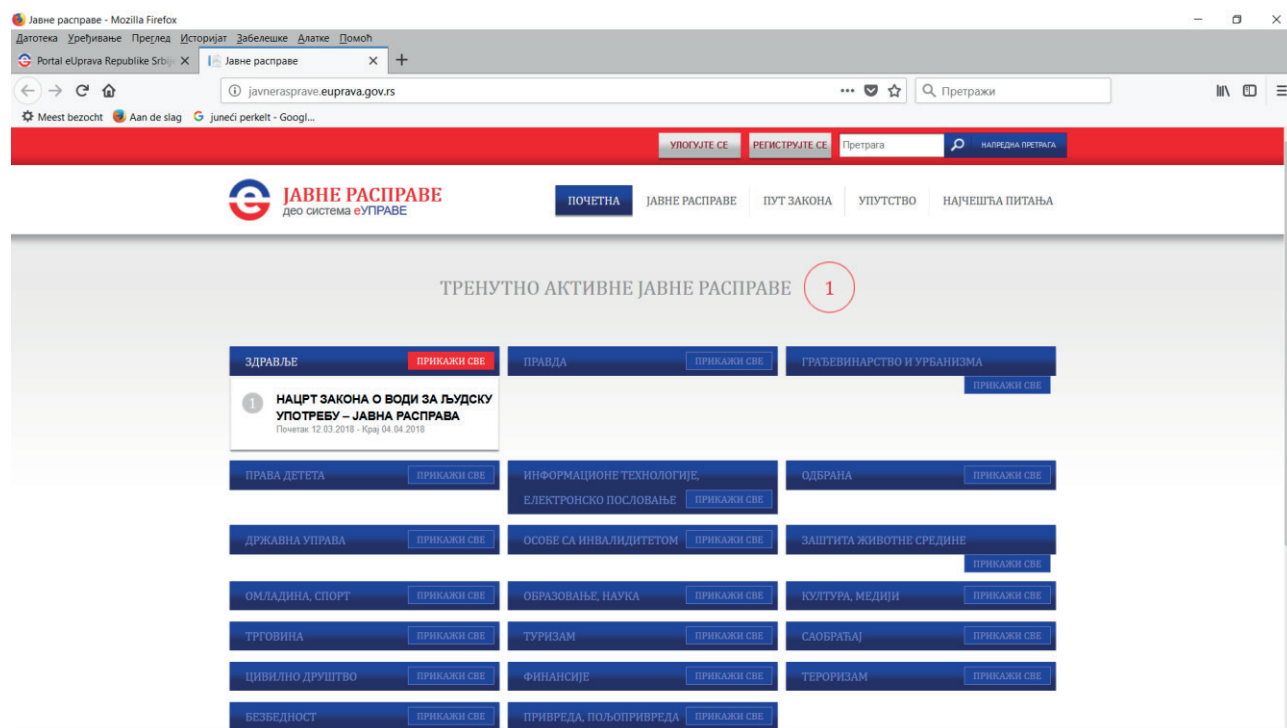 Јавне расправе - Mozilla Firefox
Датотека Уређивање Преглед Историјат Забелешке Алатке Помоћ
Portal eUprava Republike Srbij
Јавне расправе
javnerasprave.euprava.gov.rs
Претражи
Meest bezocht Aan de slag juneći perkelt - Googl...
УЛОГУЈТЕ СЕ РЕГИСТРУЈТЕ СЕ Претрага НАПРЕДНА ПРЕТРАГА
ЈАВНЕ РАСПРАВЕ
део система еУПРАВЕ
ПОЧЕТНА ЈАВНЕ РАСПРАВЕ ПУТ ЗАКОНА УПУТСТВО НАЈЧЕШЋА ПИТАЊА
ТРЕНУТНО АКТИВНЕ ЈАВНЕ РАСПРАВЕ 1
ЗДРАВЉЕ ПРИКАЖИ СВЕ
1 НАЦРТ ЗАКОНА О ВОДИ ЗА ЉУДСКУ
УПОТРЕБУ – ЈАВНА РАСПРАВА
Почетак 12.03.2018 - Крај 04.04.2018
ПРАВДА ПРИКАЖИ СВЕ
ГРАЂЕВИНАРСТВО И УРБАНИЗМА
ПРИКАЖИ СВЕ
ПРАВА ДЕТЕТА ПРИКАЖИ СВЕ
ИНФОРМАЦИОНЕ ТЕХНОЛОГИЈЕ,
ЕЛЕКТРОНСКО ПОСЛОВАЊЕ ПРИКАЖИ СВЕ
ОДБРАНА ПРИКАЖИ СВЕ
ДРЖАВНА УПРАВА ПРИКАЖИ СВЕ
ОСОБЕ СА ИНВАЛИДИТЕТОМ ПРИКАЖИ СВЕ
ЗАШТИТА ЖИВОТНЕ СРЕДИНЕ
ПРИКАЖИ СВЕ
ОМЛАДИНА, СПОРТ ПРИКАЖИ СВЕ
ОБРАЗОВАЊЕ, НАУКА ПРИКАЖИ СВЕ
КУЛТУРА, МЕДИЈИ ПРИКАЖИ СВЕ
ТРГОВИНА ПРИКАЖИ СВЕ
ТУРИЗАМ ПРИКАЖИ СВЕ
САОБРАЋАЈ ПРИКАЖИ СВЕ
ЦИВИЛНО ДРУШТВО ПРИКАЖИ СВЕ
ФИНАНСИЈЕ ПРИКАЖИ СВЕ
ТЕРОРИЗАМ ПРИКАЖИ СВЕ
БЕЗБЕДНОСТ ПРИКАЖИ СВЕ
ПРИВРЕДА, ПОЉОПРИВРЕДА ПРИКАЖИ СВЕ